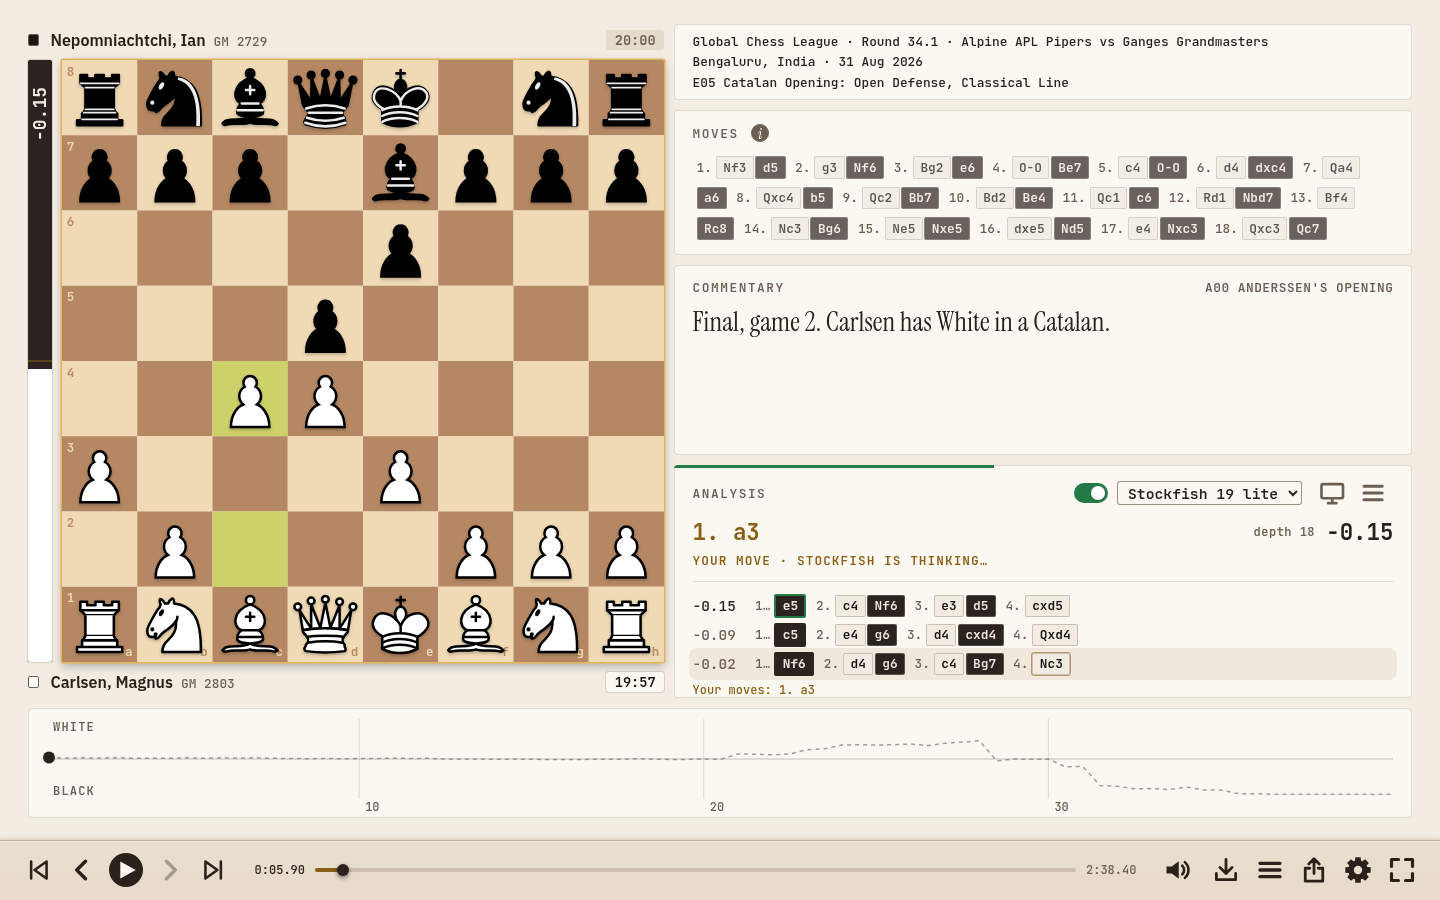 Nepomniachtchi, Ian GM 2729 20:00
-0.15
8
7
6
5
4
3
2
1
a b c d e f g h
Carlsen, Magnus GM 2803 19:57
Global Chess League · Round 34.1 · Alpine APL Pipers vs Ganges Grandmasters
Bengaluru, India · 31 Aug 2026
E05 Catalan Opening: Open Defense, Classical Line
MOVES i
1. Nf3 d5 2. g3 Nf6 3. Bg2 e6 4. O-O Be7 5. c4 O-O 6. d4 dxc4 7. Qa4
a6 8. Qxc4 b5 9. Qc2 Bb7 10. Bd2 Be4 11. Qc1 c6 12. Rd1 Nbd7 13. Bf4
Rc8 14. Nc3 Bg6 15. Ne5 Nxe5 16. dxe5 Nd5 17. e4 Nxc3 18. Qxc3 Qc7
COMMENTARY A00 ANDERSSEN'S OPENING
Final, game 2. Carlsen has White in a Catalan.
ANALYSIS Stockfish 19 lite
1. a3 depth 18 -0.15
YOUR MOVE · STOCKFISH IS THINKING…
-0.15 1… e5 2. c4 Nf6 3. e3 d5 4. cxd5
-0.09 1… c5 2. e4 g6 3. d4 cxd4 4. Qxd4
-0.02 1… Nf6 2. d4 g6 3. c4 Bg7 4. Nc3
Your moves: 1. a3
WHITE
BLACK
10 20 30
0:05.90 2:38.40